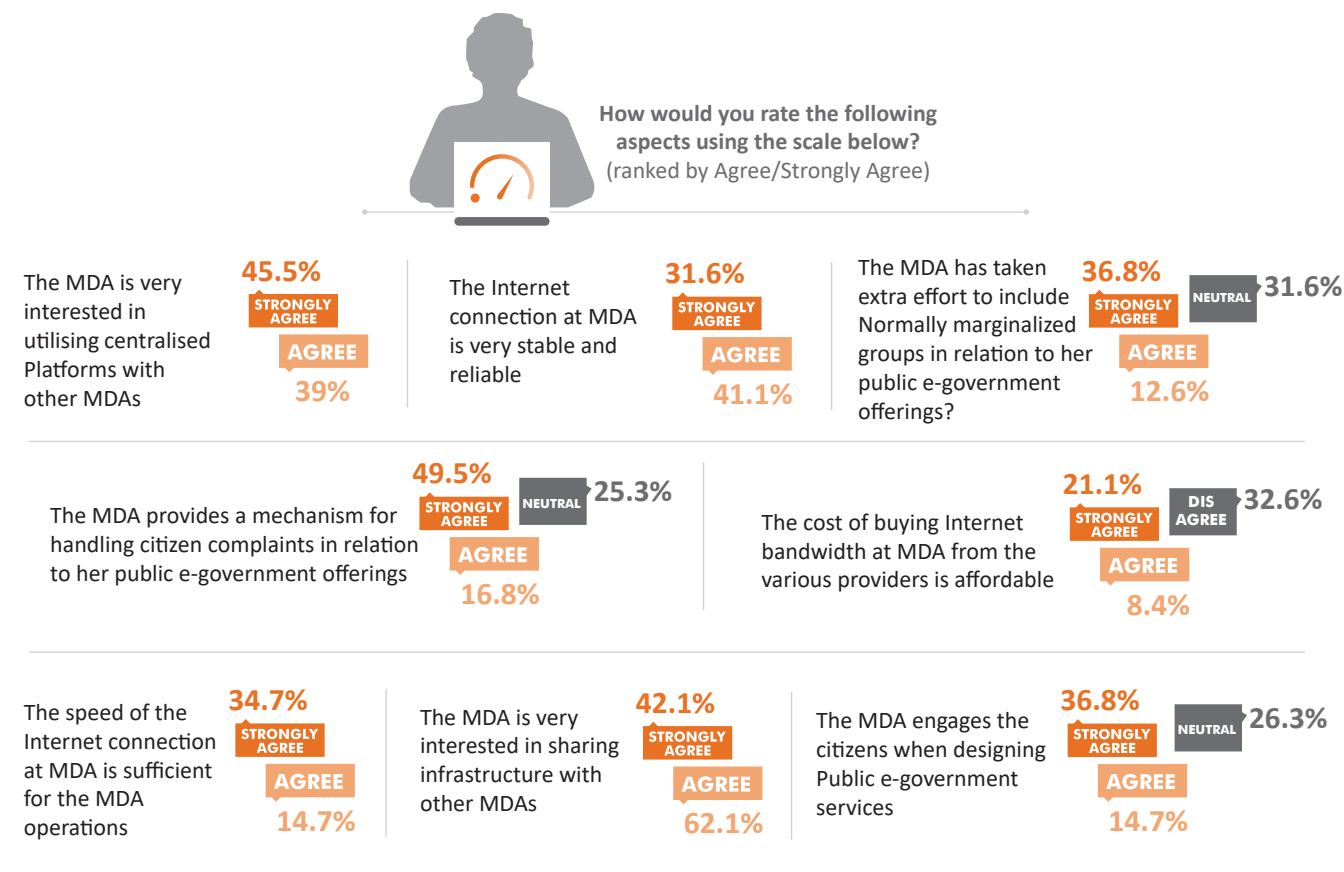 How would you rate the following
aspects using the scale below?
(ranked by Agree/Strongly Agree)
The MDA is very
interested in
utilising centralised
Platforms with
other MDAs
45.5%
STRONGLY
AGREE
AGREE
39%
The Internet
connection at MDA
is very stable and
reliable
31.6%
STRONGLY
AGREE
AGREE
41.1%
The MDA has taken
extra effort to include
Normally marginalized
groups in relation to her
public e-government
offerings?
36.8%
STRONGLY
AGREE
NEUTRAL
31.6%
AGREE
12.6%
The MDA provides a mechanism for
handling citizen complaints in relation
to her public e-government offerings
49.5%
STRONGLY
AGREE
NEUTRAL
25.3%
AGREE
16.8%
The cost of buying Internet
bandwidth at MDA from the
various providers is affordable
21.1%
STRONGLY
AGREE
DIS
AGREE
32.6%
AGREE
8.4%
The speed of the
Internet connection
at MDA is sufficient
for the MDA
operations
34.7%
STRONGLY
AGREE
AGREE
14.7%
The MDA is very
interested in sharing
infrastructure with
other MDAs
42.1%
STRONGLY
AGREE
AGREE
62.1%
The MDA engages the
citizens when designing
Public e-government
services
36.8%
STRONGLY
AGREE
NEUTRAL
26.3%
AGREE
14.7%